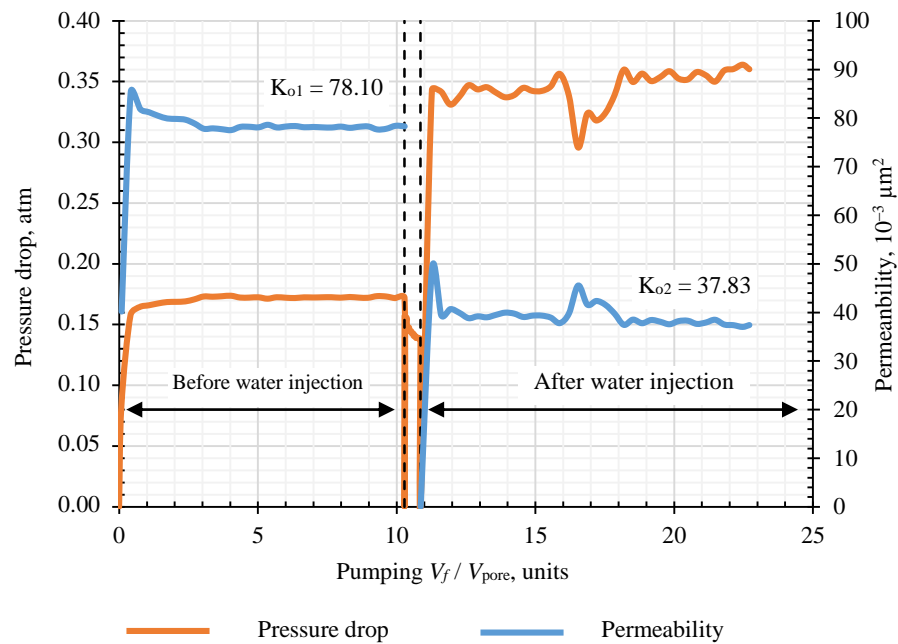 0.40
0.35
0.30
0.25
0.20
0.15
0.10
0.05
0.00
Pressure drop, atm
100
90
80
70
60
50
40
30
20
10
0
Permeability, 10⁻³ μm²
Kₒ₁ = 78.10
Kₒ₂ = 37.83
Before water injection
After water injection
0 5 10 15 20 25
Pumping V_f / V_pore, units
Pressure drop
Permeability